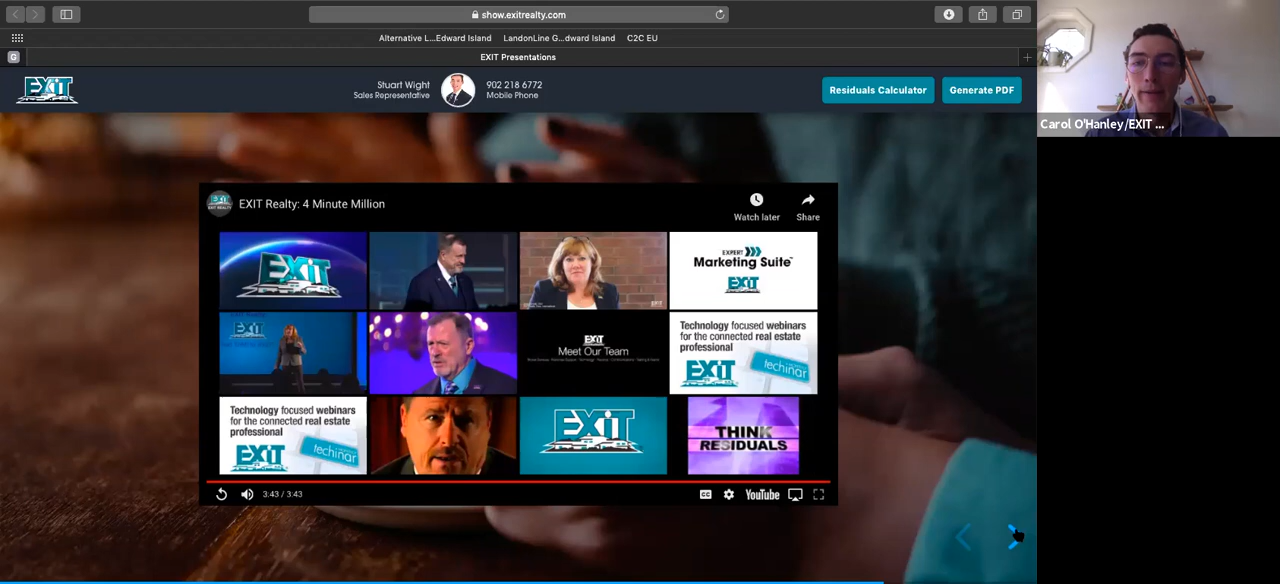 show.exitrealty.com
Alternative L...Edward Island
LandonLine G...dward Island
C2C EU
G
EXIT Presentations
EXIT
Stuart Wight
Sales Representative
902 218 6772
Mobile Phone
Residuals Calculator
Generate PDF
Carol O'Hanley/EXIT ...
EXIT Realty: 4 Minute Million
Watch later
Share
EXIT
EXPERT
Marketing Suite™
EXIT
EXIT
EXIT
Meet Our Team
Technology focused webinars
for the connected real estate
professional
EXIT
techinar
Technology focused webinars
for the connected real estate
professional
EXIT
techinar
EXIT
THINK
RESIDUALS
3:43 / 3:43
CC
YouTube